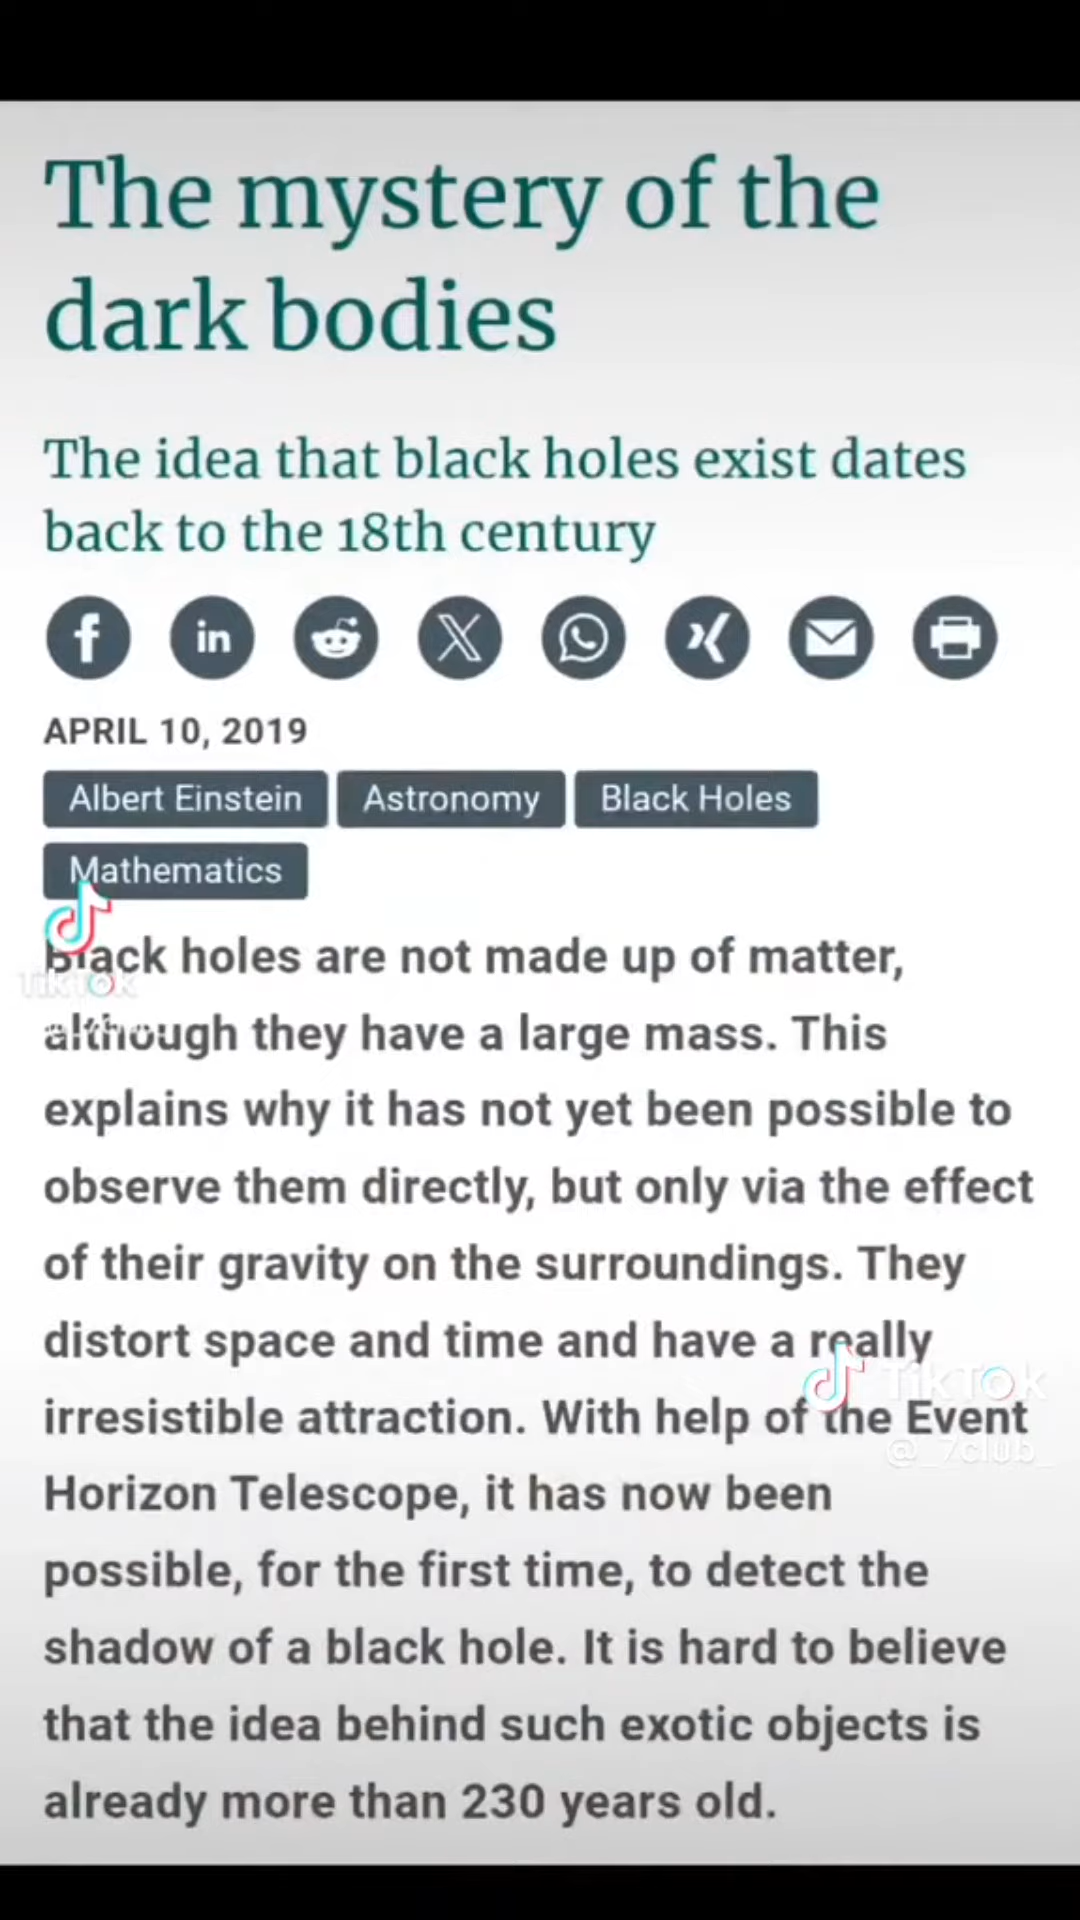 The mystery of the
dark bodies
The idea that black holes exist dates
back to the 18th century
APRIL 10, 2019
Albert Einstein Astronomy Black Holes
Mathematics
Black holes are not made up of matter,
although they have a large mass. This
explains why it has not yet been possible to
observe them directly, but only via the effect
of their gravity on the surroundings. They
distort space and time and have a really
irresistible attraction. With help of the Event
Horizon Telescope, it has now been
possible, for the first time, to detect the
shadow of a black hole. It is hard to believe
that the idea behind such exotic objects is
already more than 230 years old.
TikTok
TikTok
@_7club_